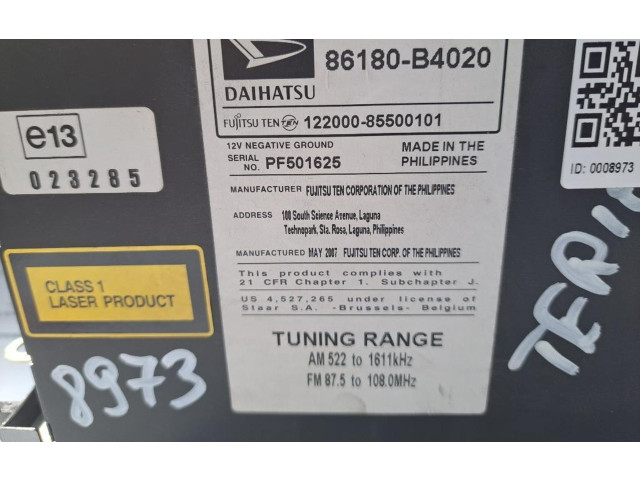 86180-B4020
DAIHATSU
FUJITSU TEN TEN 122000-85500101
12V NEGATIVE GROUND
SERIAL NO. PF501625
MADE IN THE PHILIPPINES
MANUFACTURER FUJITSU TEN CORPORATION OF THE PHILIPPINES
ADDRESS 100 South Science Avenue, Laguna
Technopark, Sta. Rosa, Laguna, Philippines
MANUFACTURED MAY 2007 FUJITSU TEN CORP. OF THE PHILIPPINES
This product complies with
21 CFR Chapter 1. Subchapter J.
US 4,527,265 under license of
Staar S.A. -Brussels- Belgium
TUNING RANGE
AM 522 to 1611kHz
FM 87.5 to 108.0MHz
e13
023285
CLASS 1
LASER PRODUCT
8973
ID: 0008973